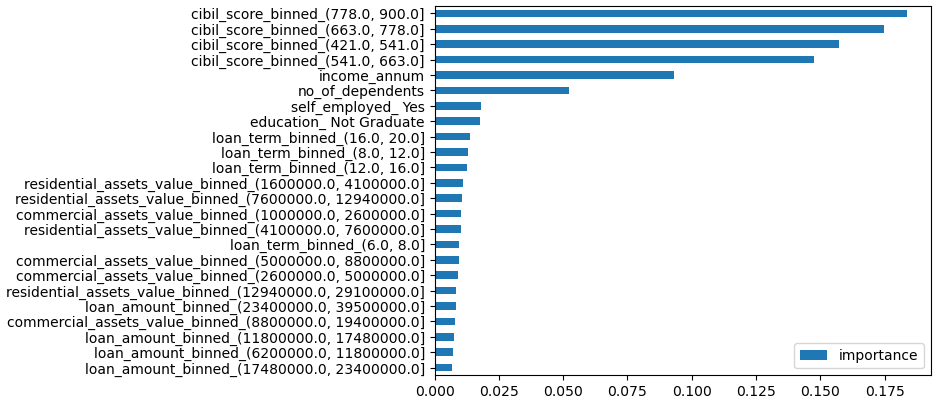 cibil_score_binned_(778.0, 900.0]
cibil_score_binned_(663.0, 778.0]
cibil_score_binned_(421.0, 541.0]
cibil_score_binned_(541.0, 663.0]
income_annum
no_of_dependents
self_employed_ Yes
education_ Not Graduate
loan_term_binned_(16.0, 20.0]
loan_term_binned_(8.0, 12.0]
loan_term_binned_(12.0, 16.0]
residential_assets_value_binned_(1600000.0, 4100000.0]
residential_assets_value_binned_(7600000.0, 12940000.0]
commercial_assets_value_binned_(1000000.0, 2600000.0]
residential_assets_value_binned_(4100000.0, 7600000.0]
loan_term_binned_(6.0, 8.0]
commercial_assets_value_binned_(5000000.0, 8800000.0]
commercial_assets_value_binned_(2600000.0, 5000000.0]
residential_assets_value_binned_(12940000.0, 29100000.0]
loan_amount_binned_(23400000.0, 39500000.0]
commercial_assets_value_binned_(8800000.0, 19400000.0]
loan_amount_binned_(11800000.0, 17480000.0]
loan_amount_binned_(6200000.0, 11800000.0]
loan_amount_binned_(17480000.0, 23400000.0]
importance
0.000 0.025 0.050 0.075 0.100 0.125 0.150 0.175